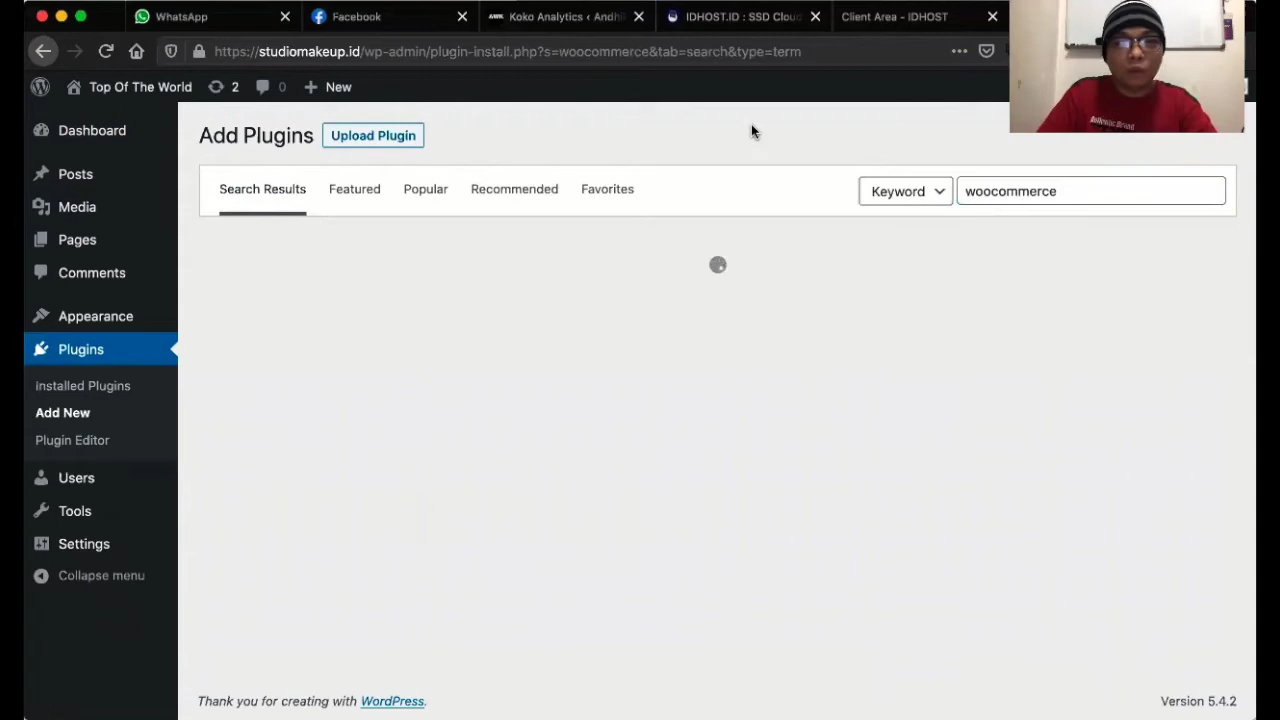 WhatsApp
Facebook
Koko Analytics ‹ Andhi
IDHOST.ID : SSD Clou
Client Area - IDHOST
https://studiomakeup.id/wp-admin/plugin-install.php?s=woocommerce&tab=search&type=term
Top Of The World
2
0
New
Dashboard
Posts
Media
Pages
Comments
Appearance
Plugins
Installed Plugins
Add New
Plugin Editor
Users
Tools
Settings
Collapse menu
Add Plugins
Upload Plugin
Search Results
Featured
Popular
Recommended
Favorites
Keyword
woocommerce
Thank you for creating with WordPress.
Version 5.4.2